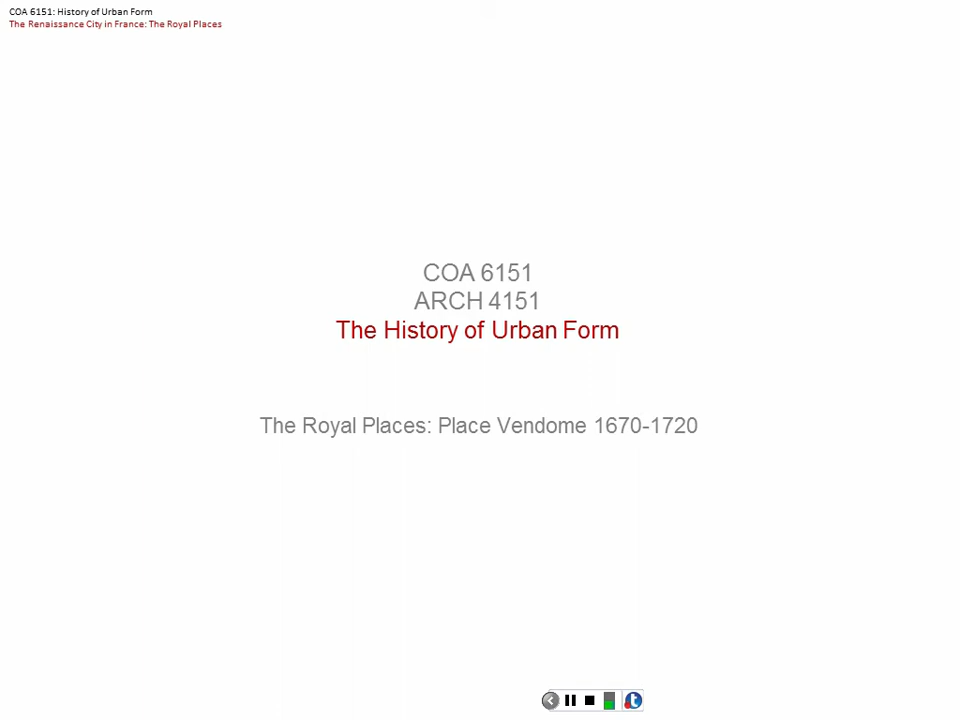 COA 6151: History of Urban Form
The Renaissance City in France: The Royal Places
COA 6151
ARCH 4151
The History of Urban Form
The Royal Places: Place Vendome 1670-1720